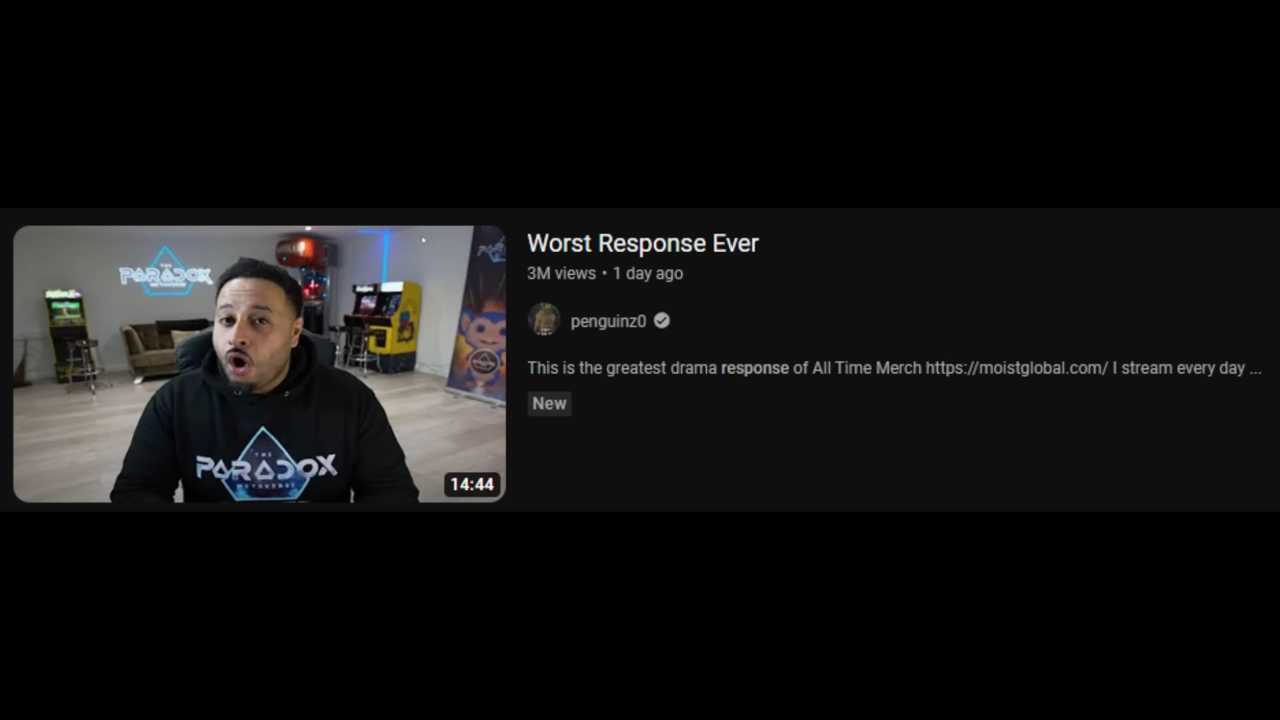 Worst Response Ever
3M views • 1 day ago
penguinz0
This is the greatest drama response of All Time Merch https://moistglobal.com/ I stream every day ...
New
THE
PARADOX
METAVERSE
THE
PARADOX
METAVERSE
14:44